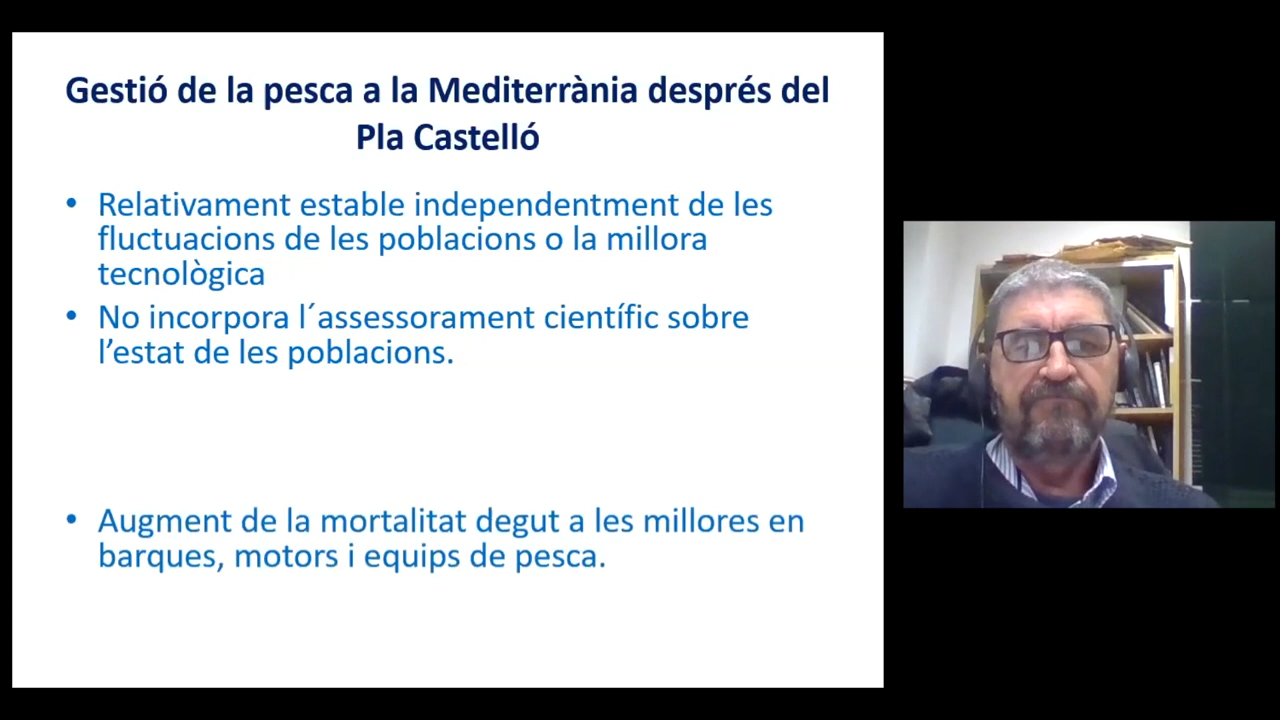 Gestió de la pesca a la Mediterrània després del
Pla Castelló
• Relativament estable independentment de les
fluctuacions de les poblacions o la millora
tecnològica
• No incorpora l´assessorament científic sobre
l’estat de les poblacions.
• Augment de la mortalitat degut a les millores en
barques, motors i equips de pesca.